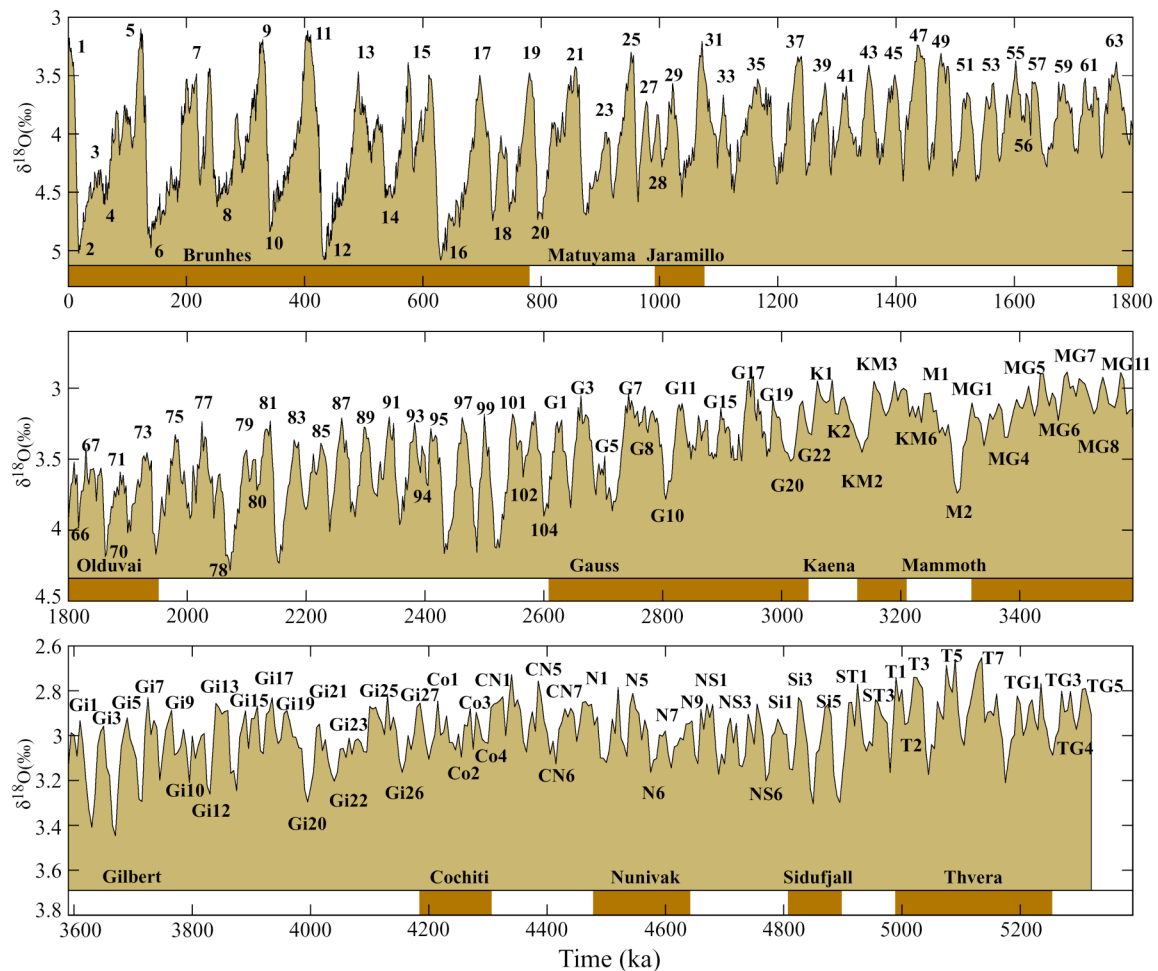 3
3.5
4
4.5
5
δ¹⁸O(‰)
1 5 7 9 11 13 15 17 19 21 25 27 29 31 33 35 37 39 41 43 45 47 49 51 53 55 57 59 61 63
3 23
2 4 6 8 10 12 14 16 18 20 28 56
Brunhes Matuyama Jaramillo
0 200 400 600 800 1000 1200 1400 1600 1800
3
3.5
4
4.5
δ¹⁸O(‰)
67 71 73 75 77 79 81 83 85 87 89 91 93 95 97 99 101 G1 G3 G5 G7 G11 G15 G17 G19 K1 KM3 M1 MG1 MG5 MG7 MG11
66 70 78 80 94 102 104 G8 G10 G20 G22 K2 KM2 KM6 M2 MG4 MG6 MG8
Olduvai Gauss Kaena Mammoth
1800 2000 2200 2400 2600 2800 3000 3200 3400
2.6
2.8
3
3.2
3.4
3.6
3.8
δ¹⁸O(‰)
Gi1 Gi3 Gi5 Gi7 Gi9 Gi13 Gi15 Gi17 Gi19 Gi21 Gi23 Gi25 Gi27 Co1 Co3 CN1 CN5 CN7 N1 N5 N7 N9 NS1 NS3 Si1 Si3 Si5 ST1 ST3 T1 T3 T5 T7 TG1 TG3 TG5
Gi10 Gi12 Gi20 Gi22 Gi26 Co2 Co4 CN6 N6 NS6 T2 TG4
Gilbert Cochiti Nunivak Sidufjall Thvera
3600 3800 4000 4200 4400 4600 4800 5000 5200
Time (ka)